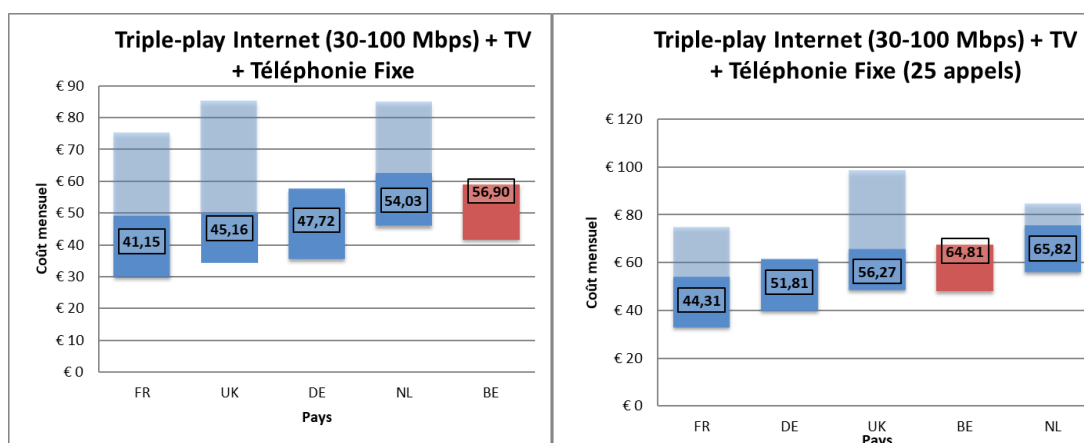 Triple-play Internet (30-100 Mbps) + TV
+ Téléphonie Fixe
€ 90
€ 80
€ 70
€ 60
€ 50
€ 40
€ 30
€ 20
€ 10
€ 0
Coût mensuel
41,15
45,16
47,72
54,03
56,90
FR UK DE NL BE
Pays
Triple-play Internet (30-100 Mbps) + TV
+ Téléphonie Fixe (25 appels)
€ 120
€ 100
€ 80
€ 60
€ 40
€ 20
€ 0
Coût mensuel
44,31
51,81
56,27
64,81
65,82
FR DE UK BE NL
Pays